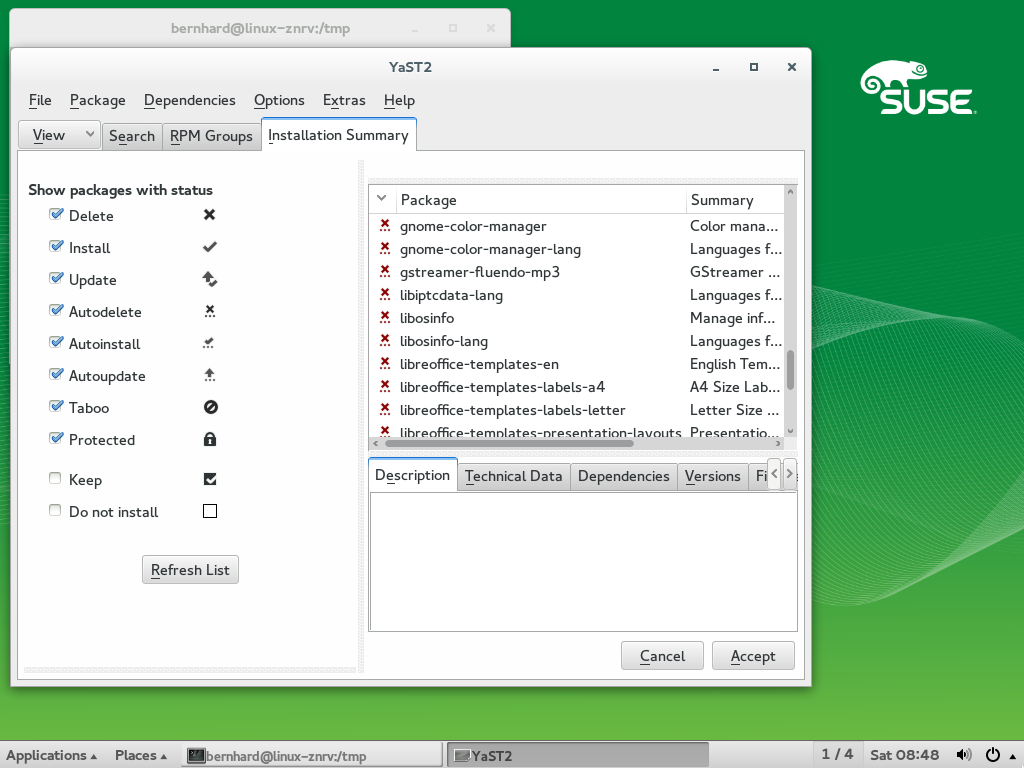 bernhard@linux-znrv:/tmp
YaST2
File Package Dependencies Options Extras Help
View Search RPM Groups Installation Summary
SUSE
Show packages with status
Delete
Install
Update
Autodelete
Autoinstall
Autoupdate
Taboo
Protected
Keep
Do not install
Refresh List
Package Summary
gnome-color-manager Color mana...
gnome-color-manager-lang Languages f...
gstreamer-fluendo-mp3 GStreamer ...
libiptcdata-lang Languages f...
libosinfo Manage inf...
libosinfo-lang Languages f...
libreoffice-templates-en English Tem...
libreoffice-templates-labels-a4 A4 Size Lab...
libreoffice-templates-labels-letter Letter Size ...
libreoffice-templates-presentation-layouts Presentatio...
Description Technical Data Dependencies Versions
Cancel Accept
Applications Places bernhard@linux-znrv:/tmp YaST2 1 / 4 Sat 08:48